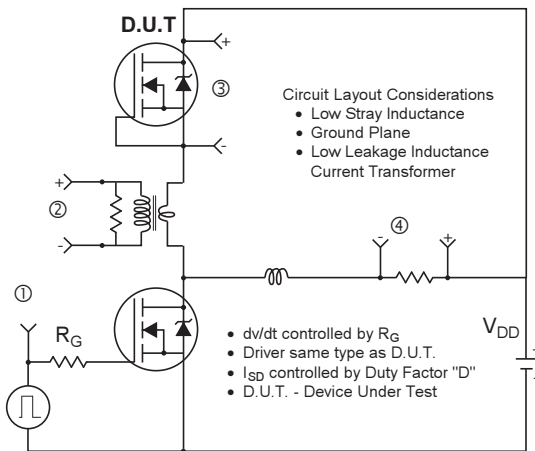 D.U.T
+
③
-
Circuit Layout Considerations
• Low Stray Inductance
• Ground Plane
• Low Leakage Inductance
Current Transformer
+
②
-
-
④
+
①
RG
• dv/dt controlled by RG
• Driver same type as D.U.T.
• ISD controlled by Duty Factor "D"
• D.U.T. - Device Under Test
VDD
+
-